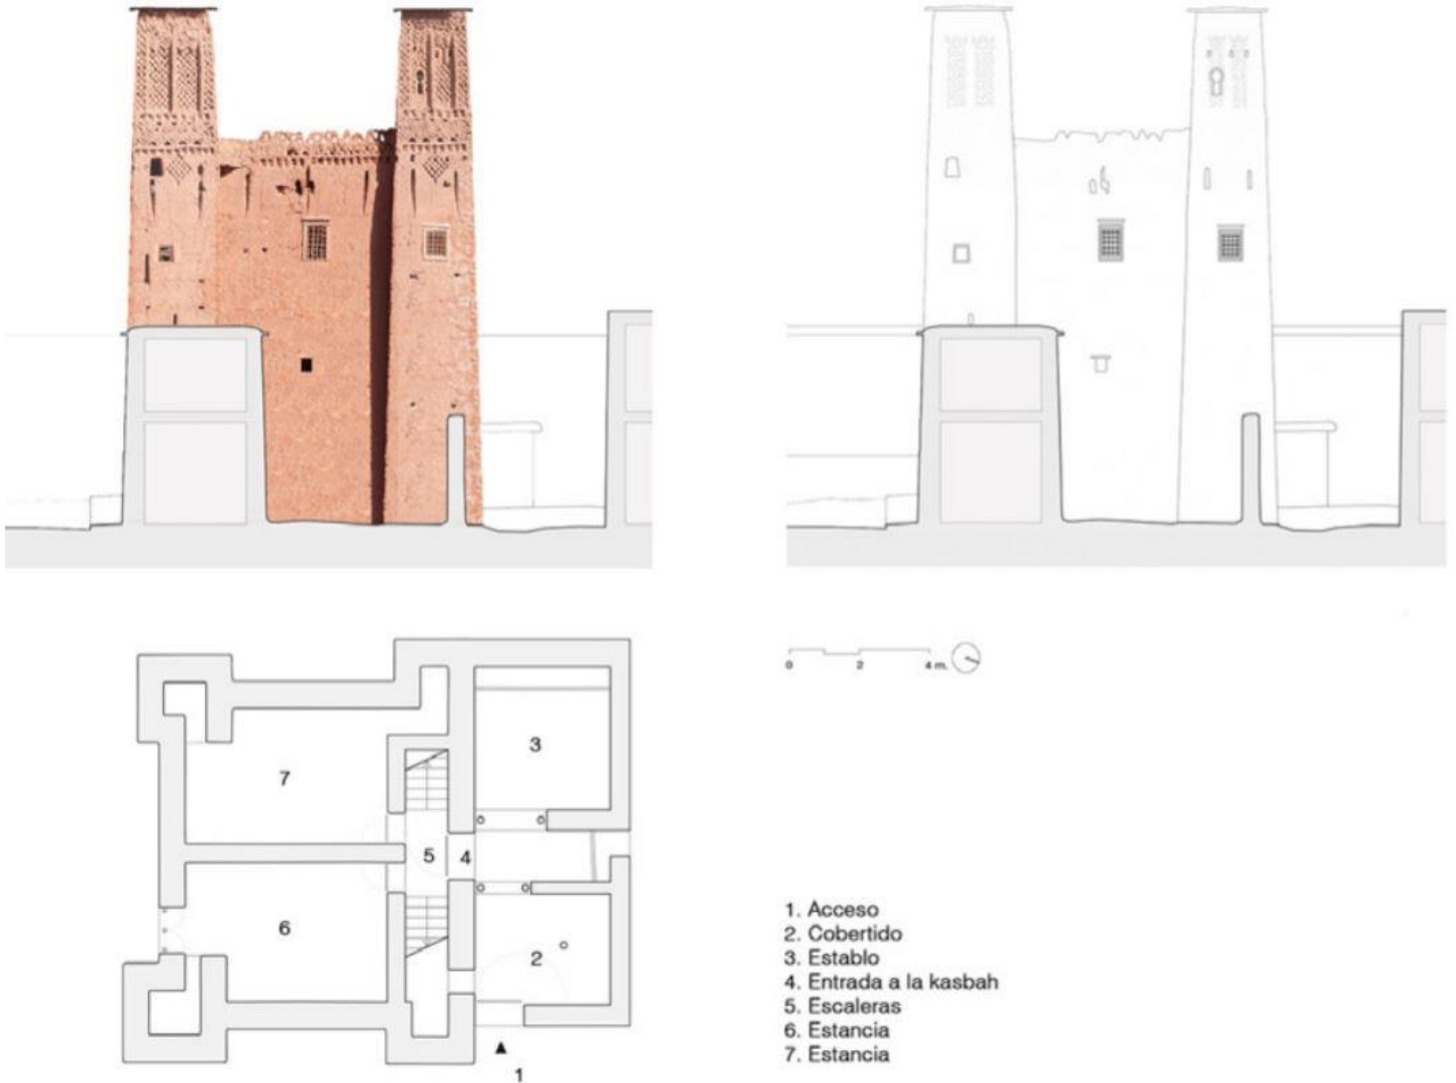 0 2 4 m.
3
7
5 4
6
2
1
1. Acceso
2. Cobertido
3. Establo
4. Entrada a la kasbah
5. Escaleras
6. Estancia
7. Estancia